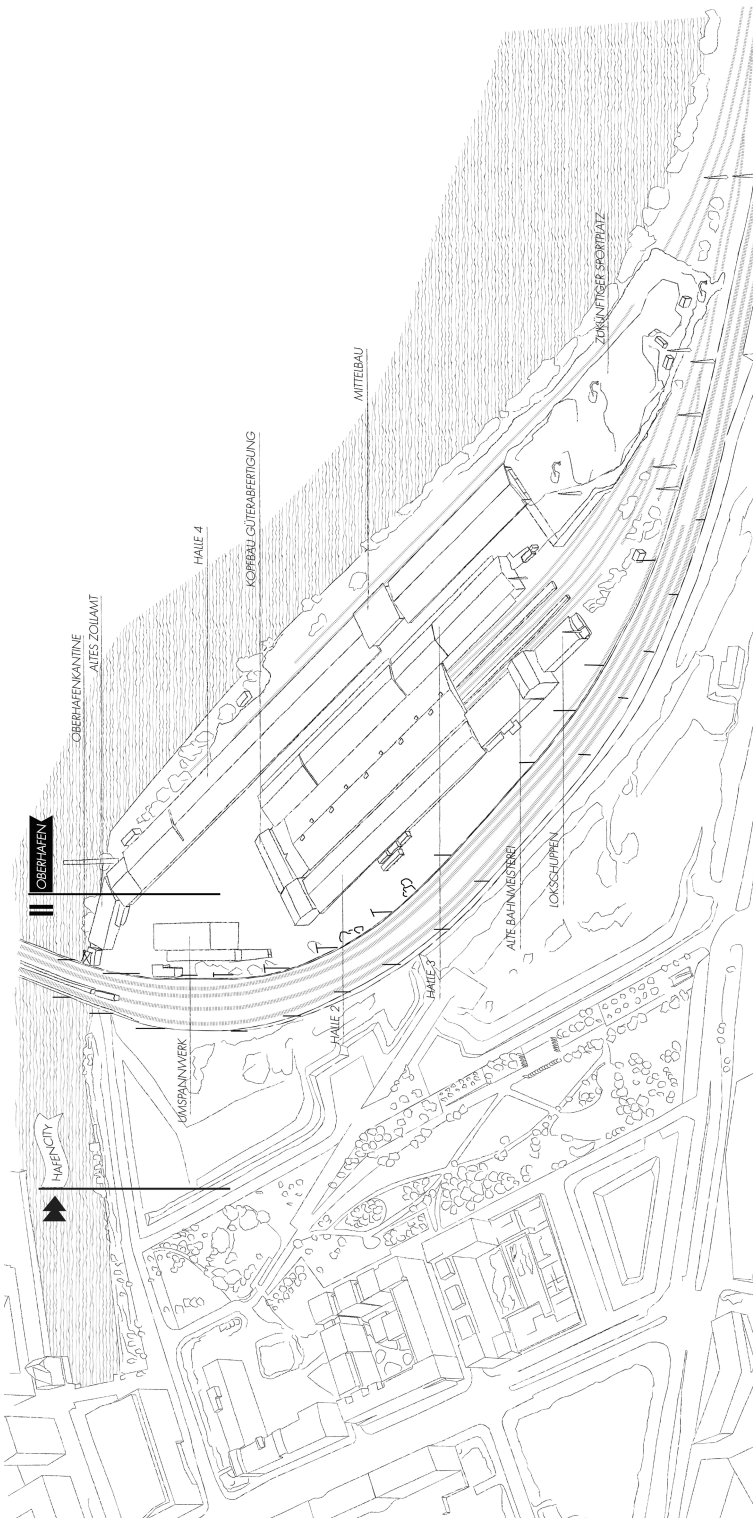 HAFENCITY
OBERHAFEN
OBERHAFENKANTINE
ALTES ZOLLAMT
HALLE 4
KOPFBAU GÜTERABFERTIGUNG
MITTELBAU
ZUKÜNFTIGER SPORTPLATZ
UMSPANNWERK
HALLE 2
HALLE 3
ALTE BAHNMEISTEREI
LOKSCHUPPEN